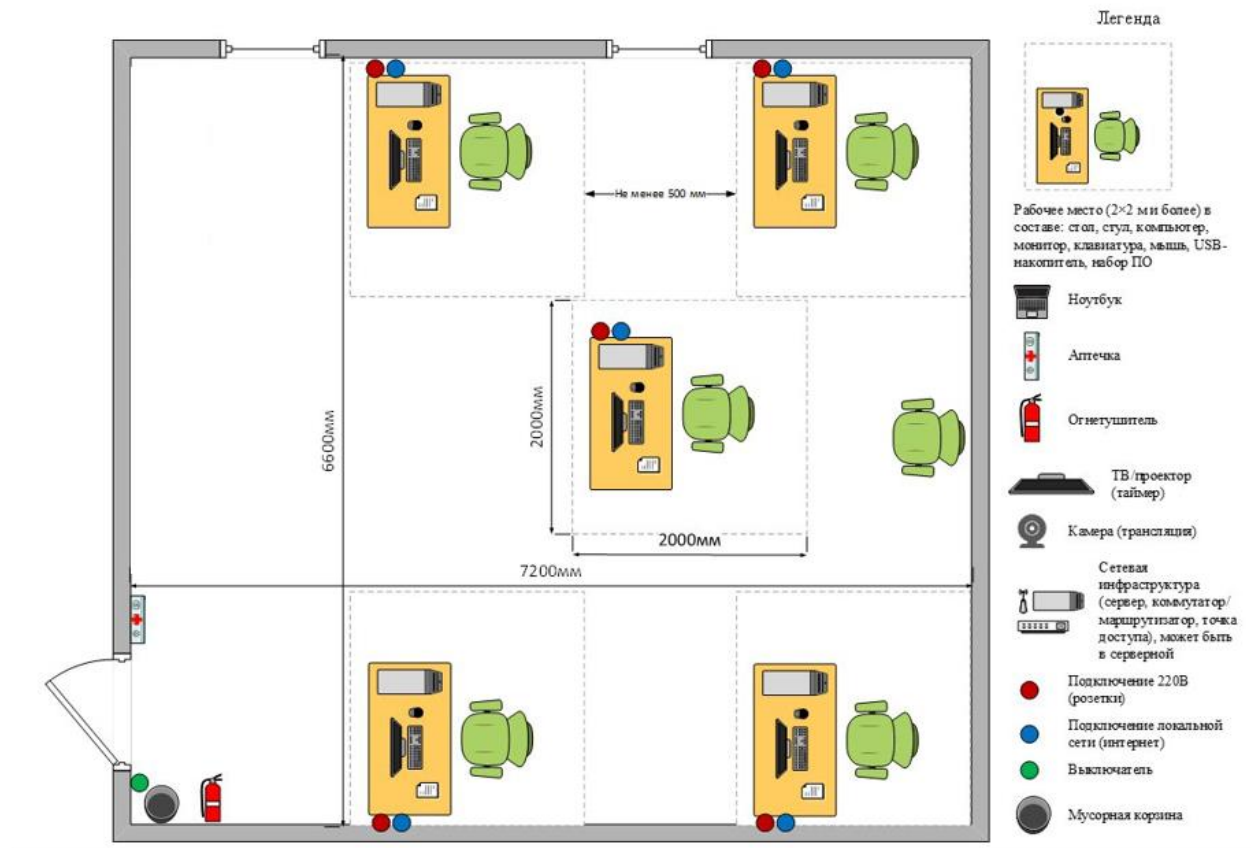 Легенда
Не менее 500 мм
Рабочее место (2×2 м и более) в
составе: стол, стул, компьютер,
монитор, клавиатура, мышь, USB-
накопитель, набор ПО
Ноутбук
Аптечка
6600мм
2000мм
Огнетушитель
ТВ/проектор
(таймер)
2000мм
Камера (трансляция)
7200мм
Сетевая
инфраструктура
(сервер, коммутатор/
маршрутизатор, точка
доступа), может быть
в серверной
Подключение 220В
(розетки)
Подключение локальной
сети (интернет)
Выключатель
Мусорная корзина